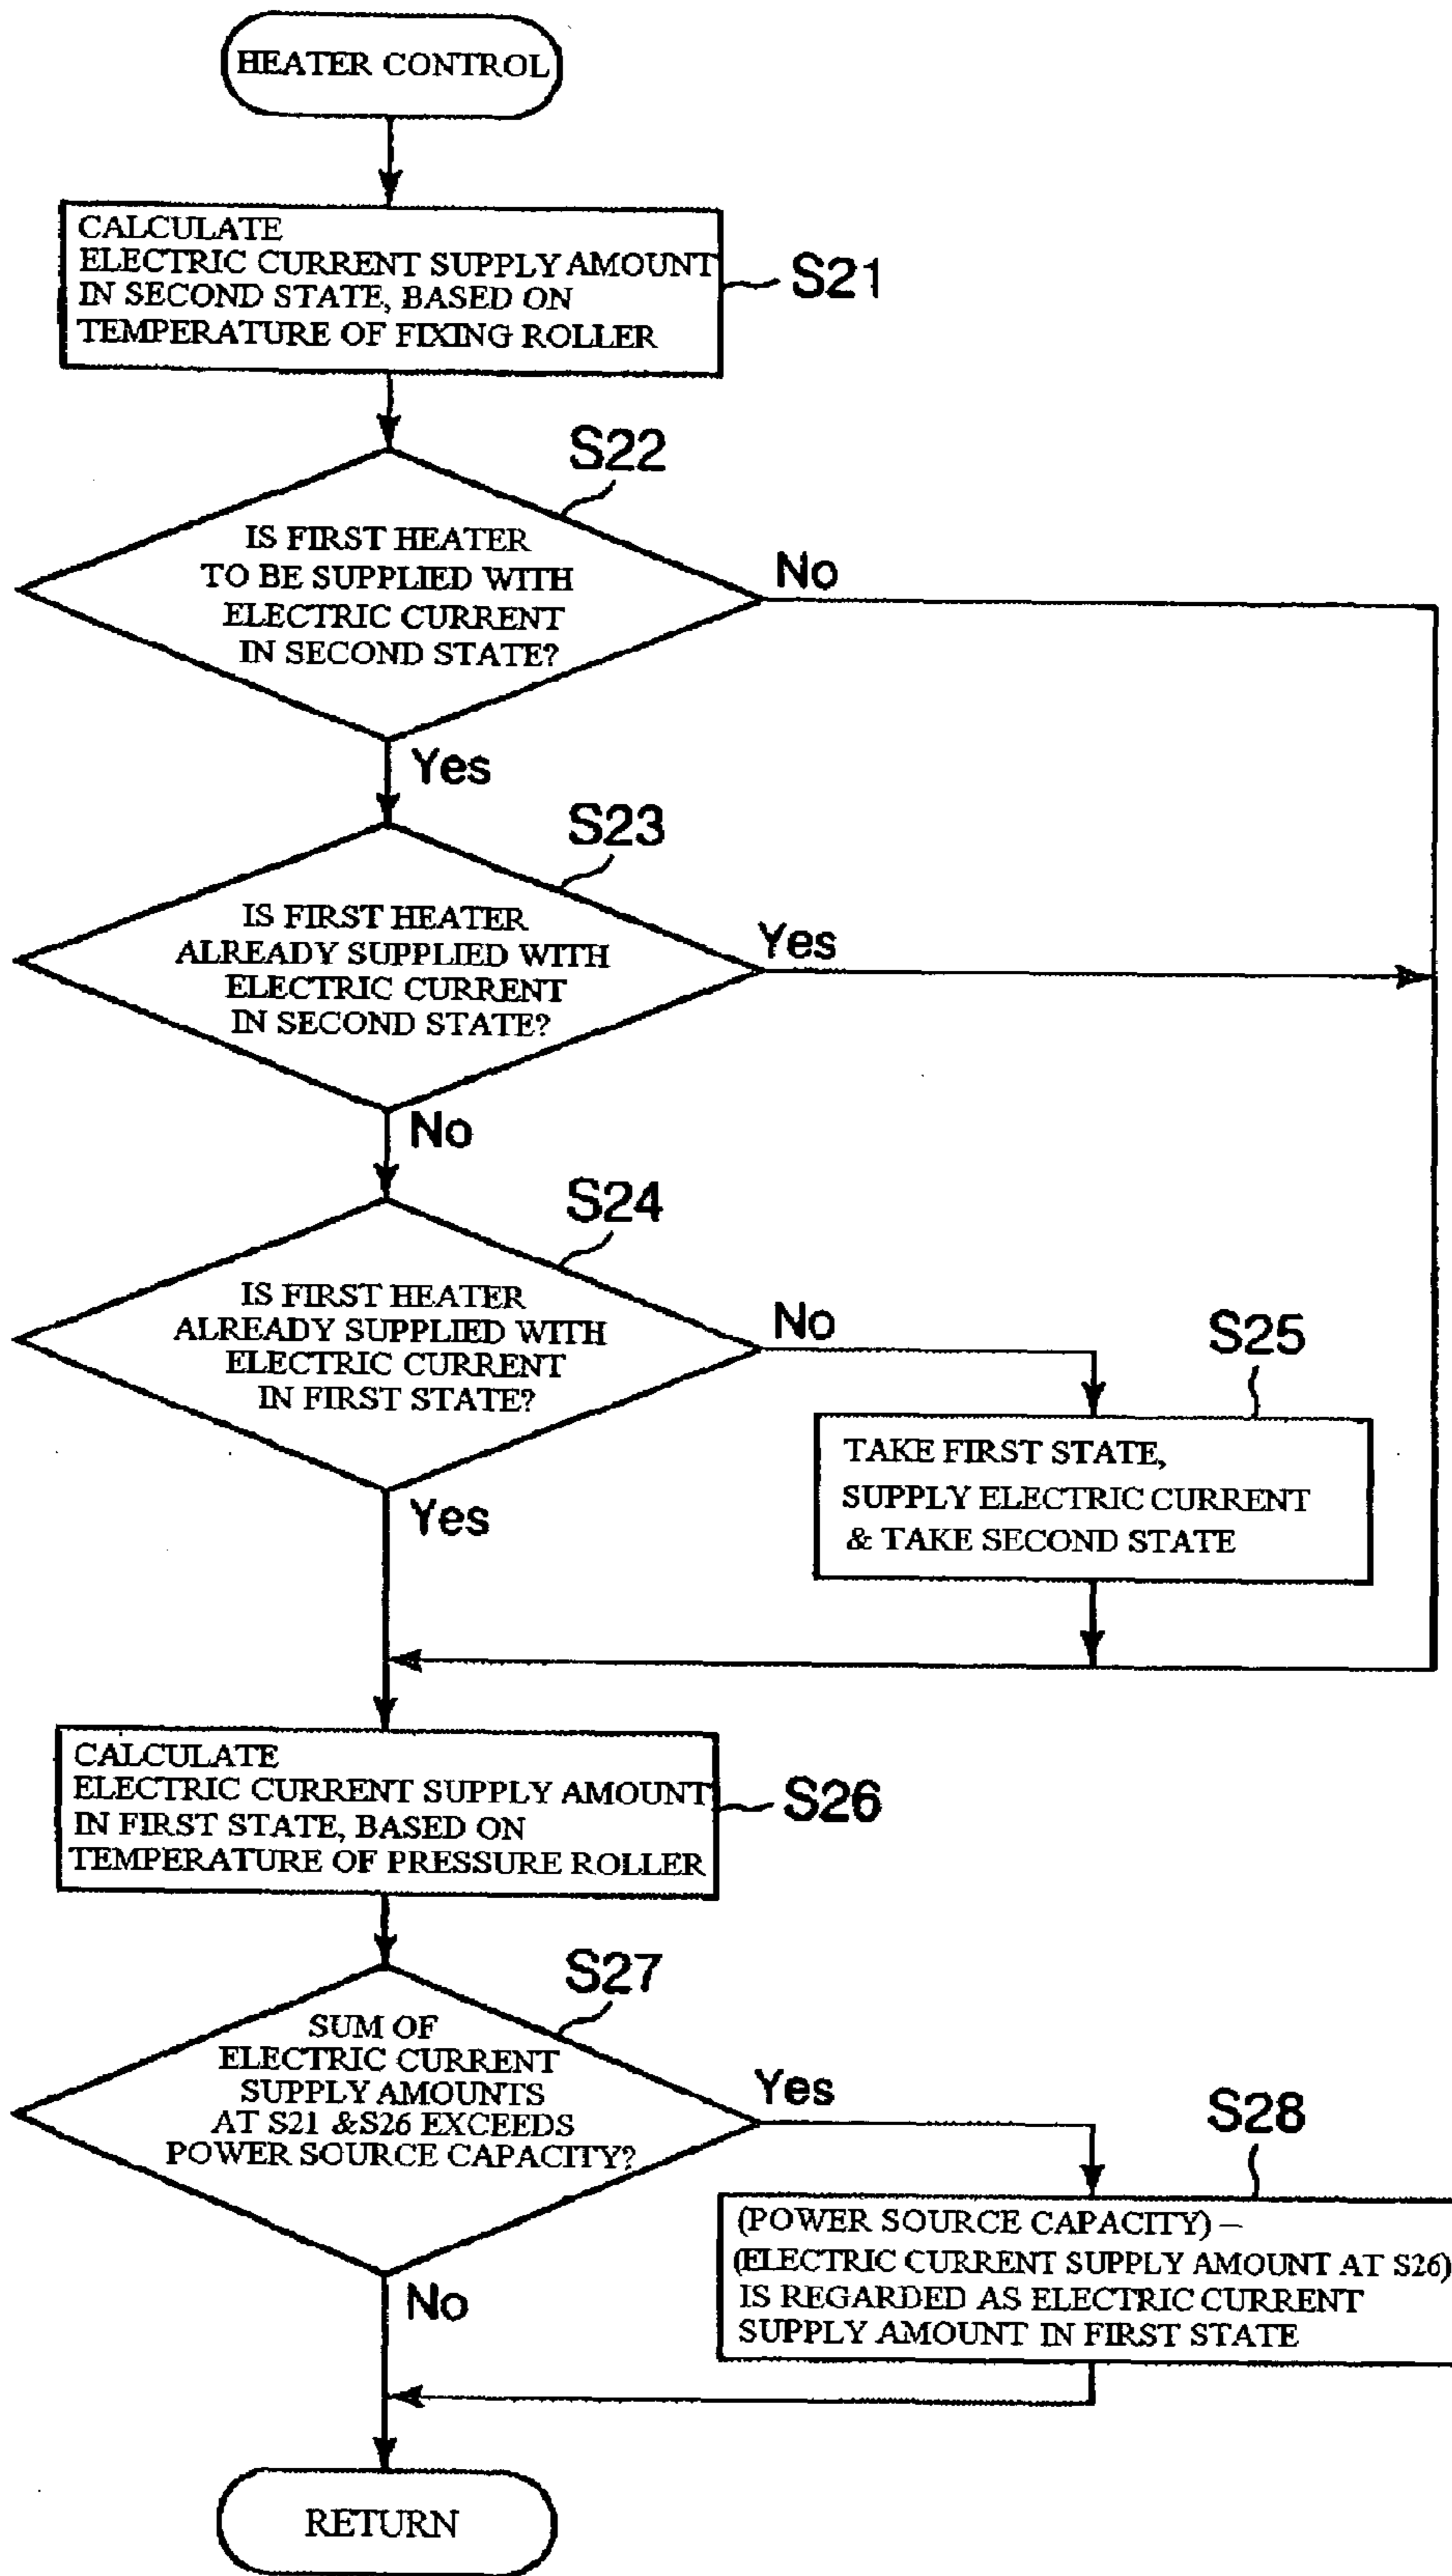 HEATER CONTROL
CALCULATE
ELECTRIC CURRENT SUPPLY AMOUNT
IN SECOND STATE, BASED ON
TEMPERATURE OF FIXING ROLLER
S21
S22
IS FIRST HEATER
TO BE SUPPLIED WITH
ELECTRIC CURRENT
IN SECOND STATE?
No
Yes
S23
IS FIRST HEATER
ALREADY SUPPLIED WITH
ELECTRIC CURRENT
IN SECOND STATE?
Yes
No
S24
IS FIRST HEATER
ALREADY SUPPLIED WITH
ELECTRIC CURRENT
IN FIRST STATE?
No
Yes
S25
TAKE FIRST STATE,
SUPPLY ELECTRIC CURRENT
& TAKE SECOND STATE
CALCULATE
ELECTRIC CURRENT SUPPLY AMOUNT
IN FIRST STATE, BASED ON
TEMPERATURE OF PRESSURE ROLLER
S26
S27
SUM OF
ELECTRIC CURRENT
SUPPLY AMOUNTS
AT S21 &S26 EXCEEDS
POWER SOURCE CAPACITY?
Yes
No
S28
(POWER SOURCE CAPACITY) –
(ELECTRIC CURRENT SUPPLY AMOUNT AT S26)
IS REGARDED AS ELECTRIC CURRENT
SUPPLY AMOUNT IN FIRST STATE
RETURN